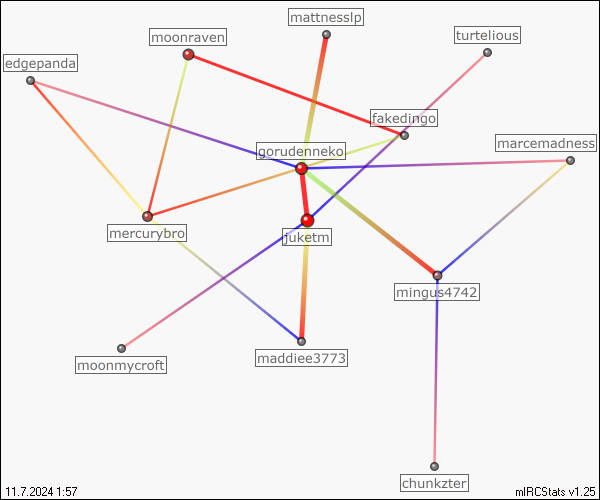 mattnesslp
moonraven
turtelious
edgepanda
fakedingo
marcemadness
gorudenneko
mercurybro
juketm
mingus4742
maddiee3773
moonmycroft
chunkzter
11.7.2024 1:57
mIRCStats v1.25